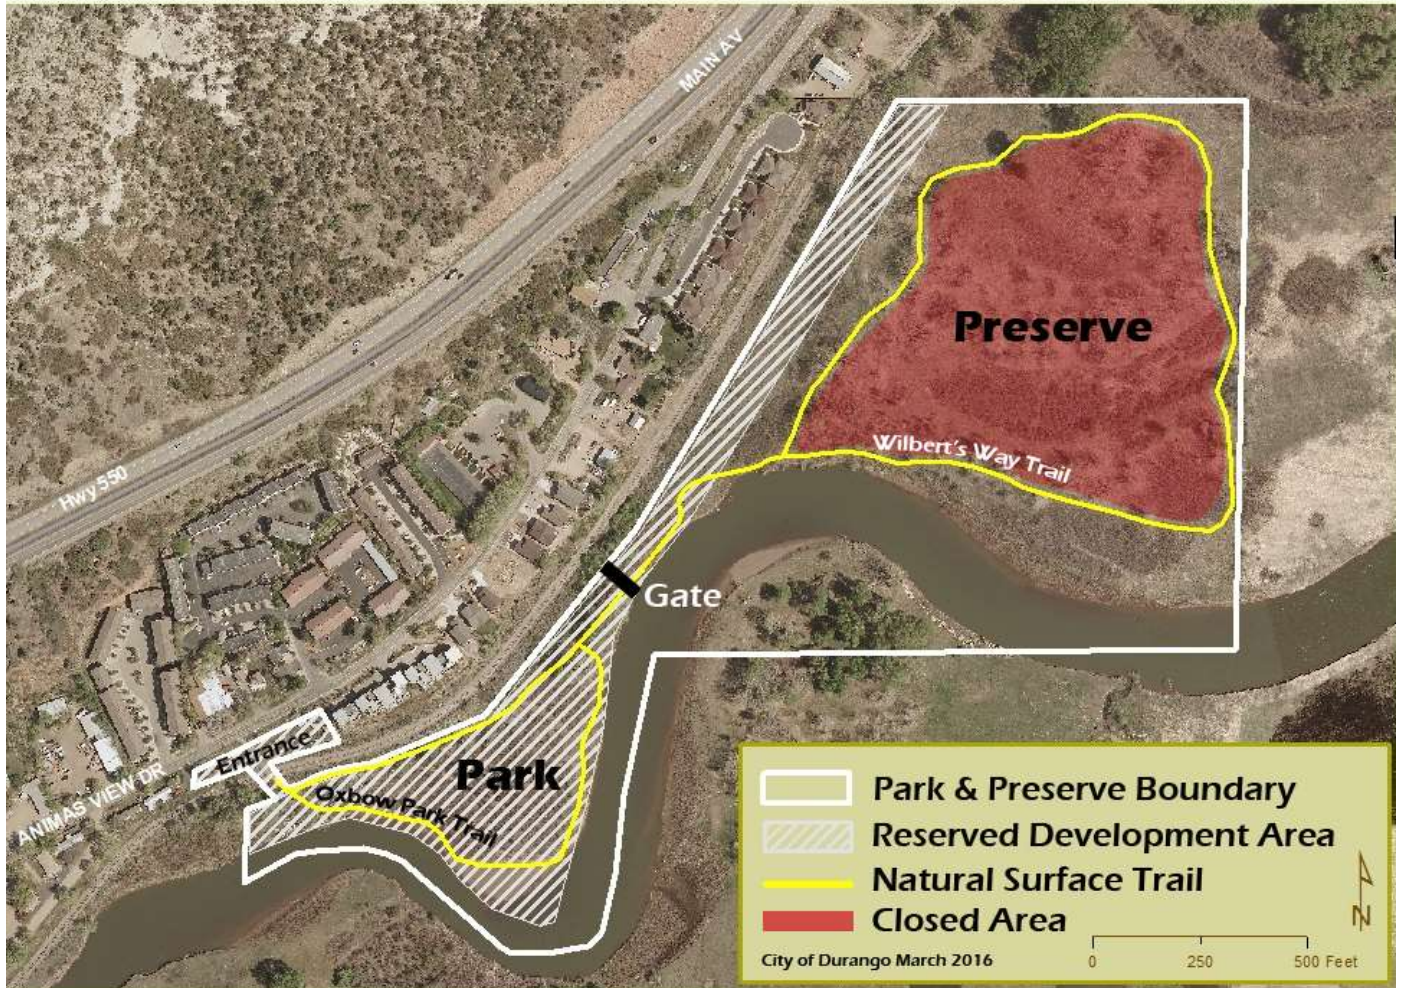 MAIN AV
Hwy 550
Preserve
Wilbert's Way Trail
Gate
Entrance
Park
Oxbow Park Trail
ANIMAS VIEW DR
Park & Preserve Boundary
Reserved Development Area
Natural Surface Trail
Closed Area
N
City of Durango March 2016
0 250 500 Feet